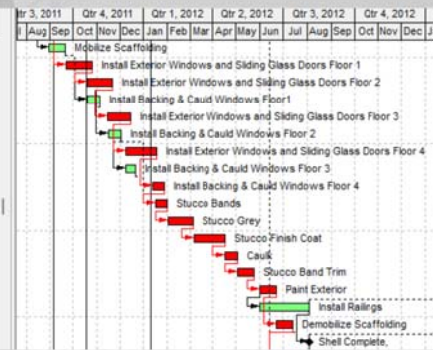 Qtr 3, 2011 Qtr 4, 2011 Qtr 1, 2012 Qtr 2, 2012 Qtr 3, 2012 Qtr 4, 2012
Aug Sep Oct Nov Dec Jan Feb Mar Apr May Jun Jul Aug Sep Oct Nov Dec
Mobilize Scaffolding
Install Exterior Windows and Sliding Glass Doors Floor 1
Install Exterior Windows and Sliding Glass Doors Floor 2
Install Backing & Cauld Windows Floor1
Install Exterior Windows and Sliding Glass Doors Floor 3
Install Backing & Cauld Windows Floor 2
Install Exterior Windows and Sliding Glass Doors Floor 4
Install Backing & Cauld Windows Floor 3
Install Backing & Cauld Windows Floor 4
Stucco Bands
Stucco Grey
Stucco Finish Coat
Caulk
Stucco Band Trim
Paint Exterior
Install Railings
Demobilize Scaffolding
Shell Complete,